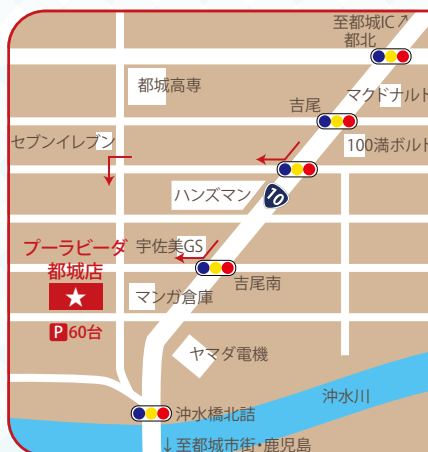 至都城IC↗
都北
都城高専
マクドナルド
吉尾
セブンイレブン
100満ボルト
ハンズマン
10
プーラビーダ
都城店
宇佐美GS
★
吉尾南
マンガ倉庫
P60台
ヤマダ電機
沖水川
沖水橋北詰
↓至都城市街・鹿児島